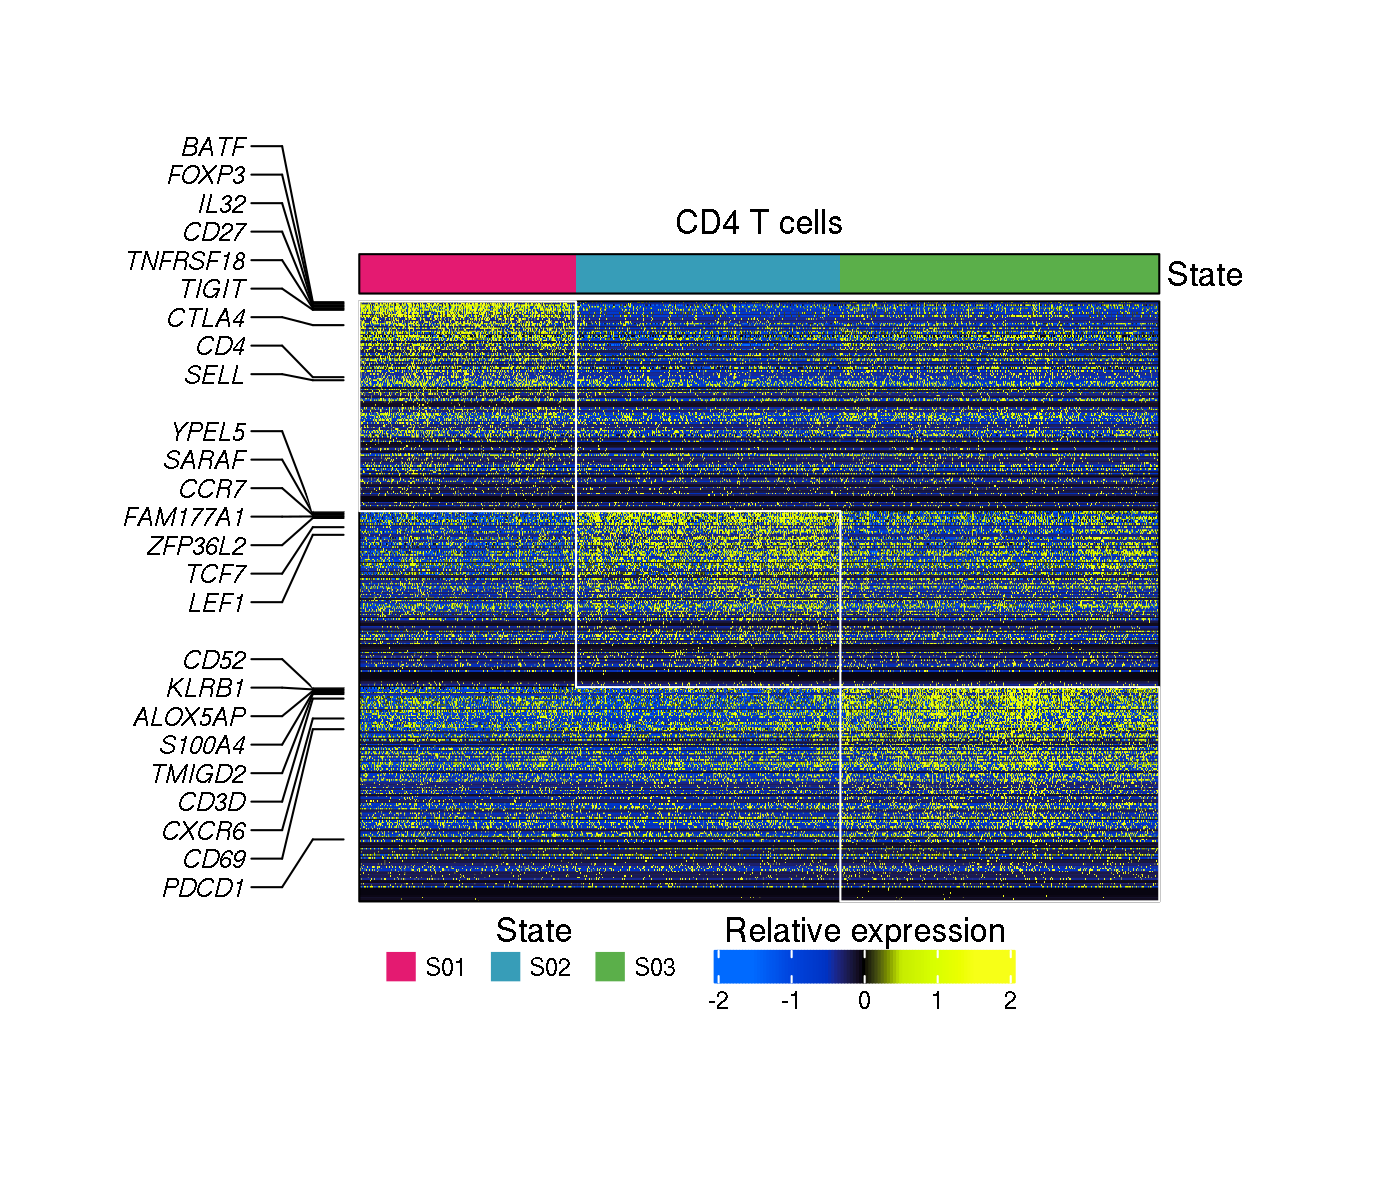 BATF
FOXP3
IL32
CD27
TNFRSF18
TIGIT
CTLA4
CD4
SELL
YPEL5
SARAF
CCR7
FAM177A1
ZFP36L2
TCF7
LEF1
CD52
KLRB1
ALOX5AP
S100A4
TMIGD2
CD3D
CXCR6
CD69
PDCD1
CD4 T cells
State
State
S01 S02 S03
Relative expression
-2 -1 0 1 2